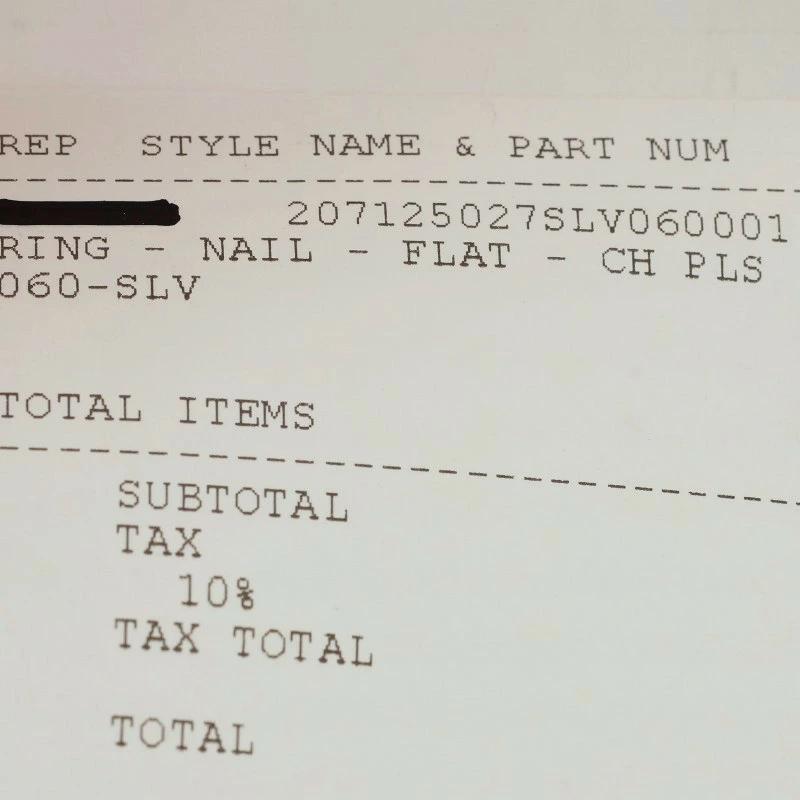 REP STYLE NAME & PART NUM
207125027SLV060001
RING - NAIL - FLAT - CH PLS
060-SLV
TOTAL ITEMS
SUBTOTAL
TAX
10%
TAX TOTAL
TOTAL